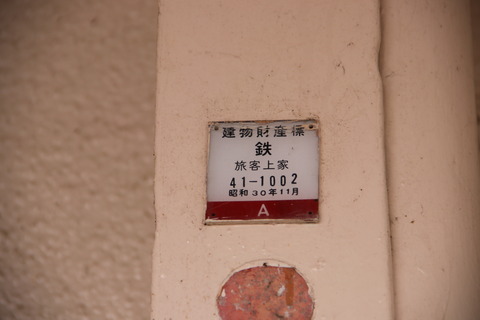 建物財産標
鉄
旅客上家
41-1002
昭和30年11月
A